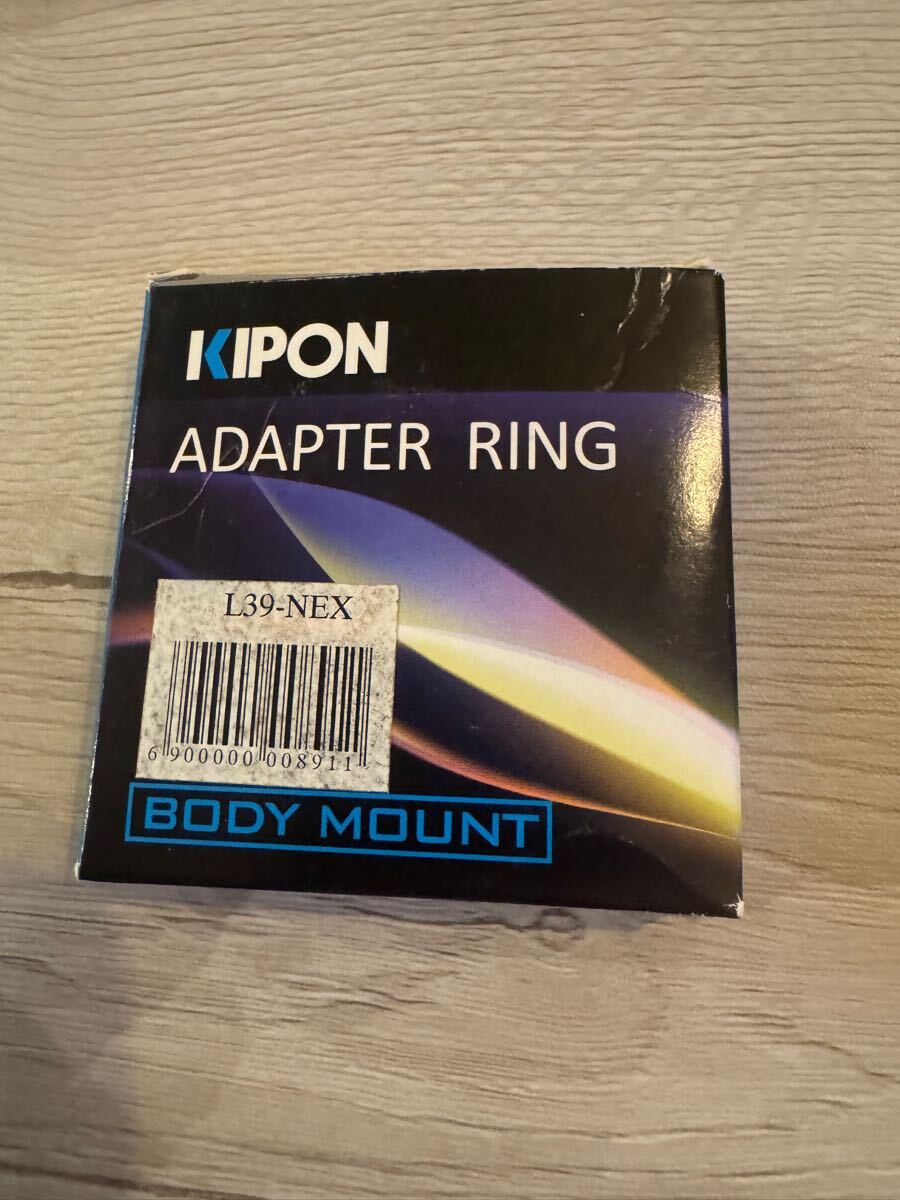 KIPON
ADAPTER RING
L39-NEX
6 900000 008911
BODY MOUNT